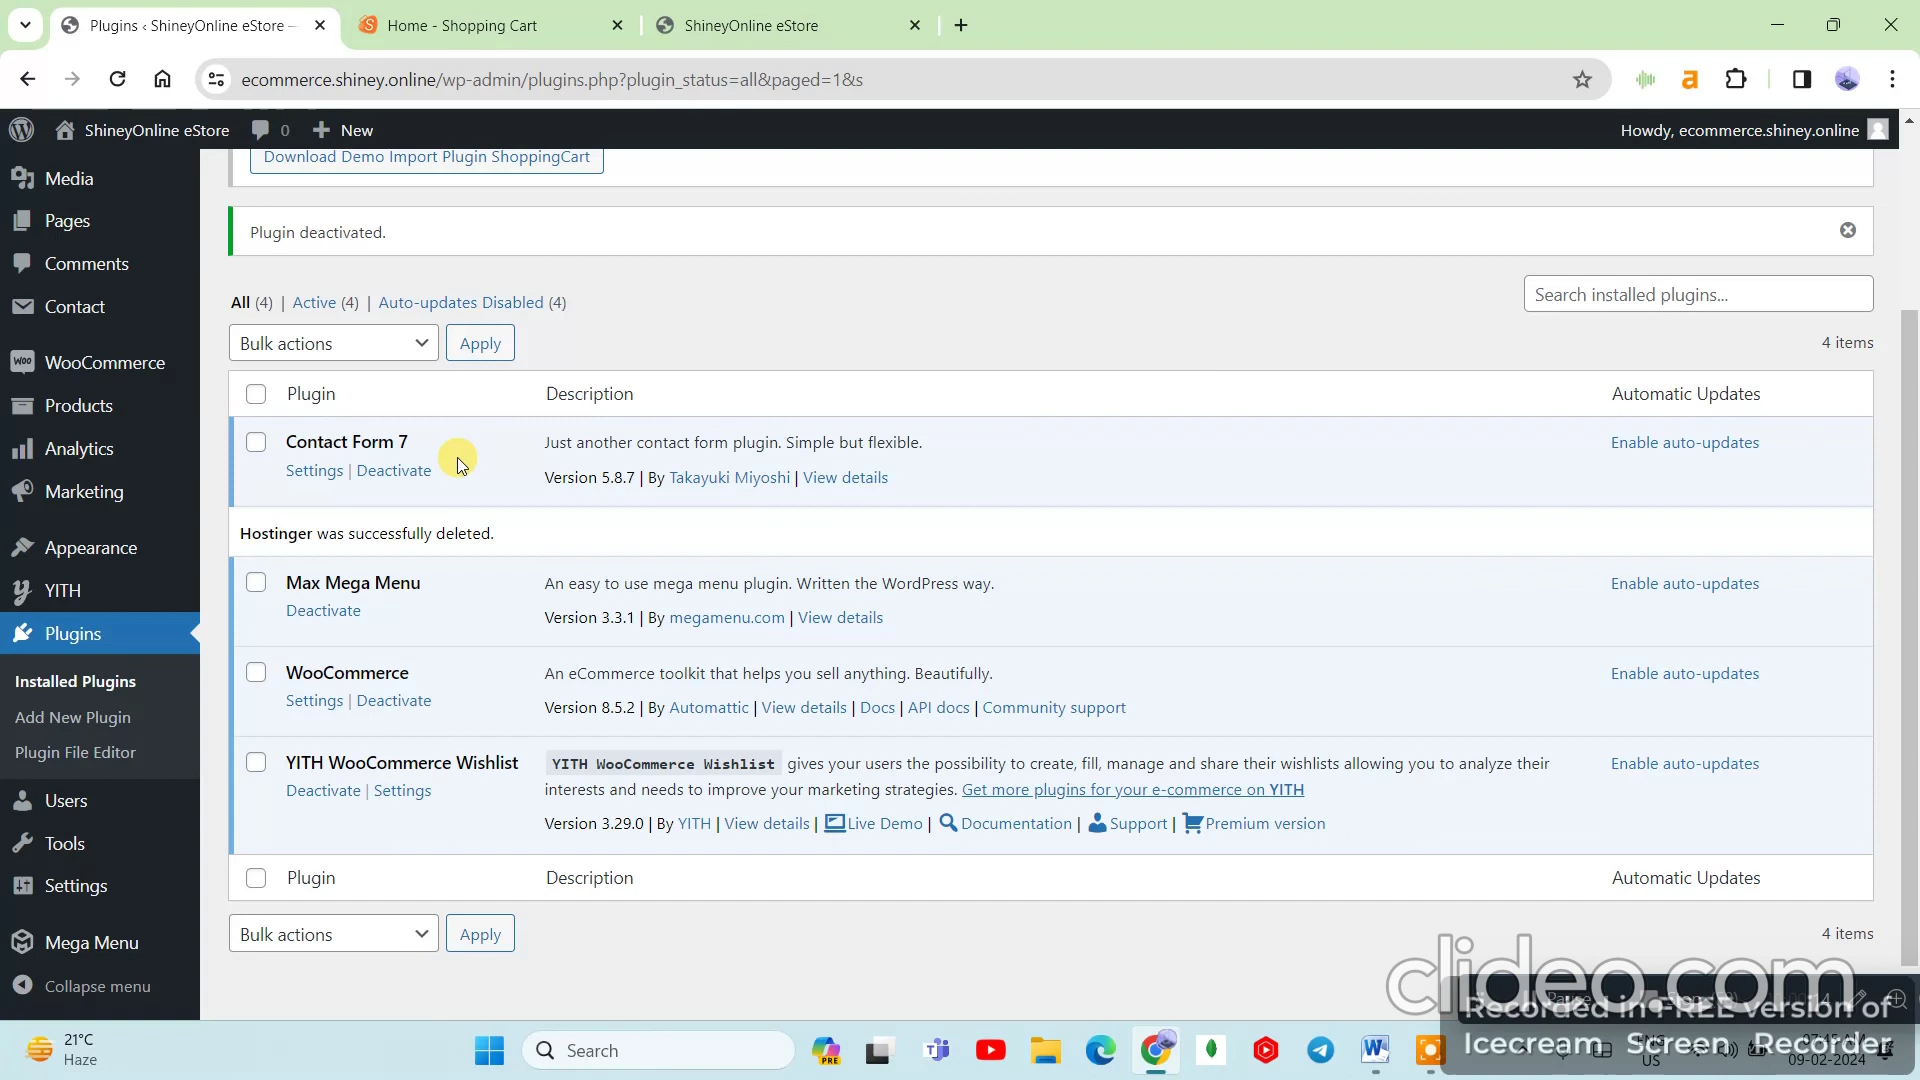 Plugins ‹ ShineyOnline eStore —
Home - Shopping Cart
ShineyOnline eStore
ecommerce.shiney.online/wp-admin/plugins.php?plugin_status=all&paged=1&s
ShineyOnline eStore
0
New
Howdy, ecommerce.shiney.online
Media
Pages
Comments
Contact
WooCommerce
Products
Analytics
Marketing
Appearance
YITH
Plugins
Installed Plugins
Add New Plugin
Plugin File Editor
Users
Tools
Settings
Mega Menu
Collapse menu
Download Demo Import Plugin ShoppingCart
Plugin deactivated.
All (4) | Active (4) | Auto-updates Disabled (4)
Search installed plugins...
Bulk actions
Apply
4 items
Plugin
Description
Automatic Updates
Contact Form 7
Settings | Deactivate
Just another contact form plugin. Simple but flexible.
Version 5.8.7 | By Takayuki Miyoshi | View details
Enable auto-updates
Hostinger was successfully deleted.
Max Mega Menu
Deactivate
An easy to use mega menu plugin. Written the WordPress way.
Version 3.3.1 | By megamenu.com | View details
Enable auto-updates
WooCommerce
Settings | Deactivate
An eCommerce toolkit that helps you sell anything. Beautifully.
Version 8.5.2 | By Automattic | View details | Docs | API docs | Community support
Enable auto-updates
YITH WooCommerce Wishlist
Deactivate | Settings
YITH WooCommerce Wishlist gives your users the possibility to create, fill, manage and share their wishlists allowing you to analyze their
interests and needs to improve your marketing strategies. Get more plugins for your e-commerce on YITH
Version 3.29.0 | By YITH | View details | Live Demo | Documentation | Support | Premium version
Enable auto-updates
Plugin
Description
Automatic Updates
Bulk actions
Apply
4 items
clideo.com
Recorded in FREE version of
Icecream Screen Recorder
21°C
Haze
Search
PRE
ENG
US
07:45 AM
09-02-2024